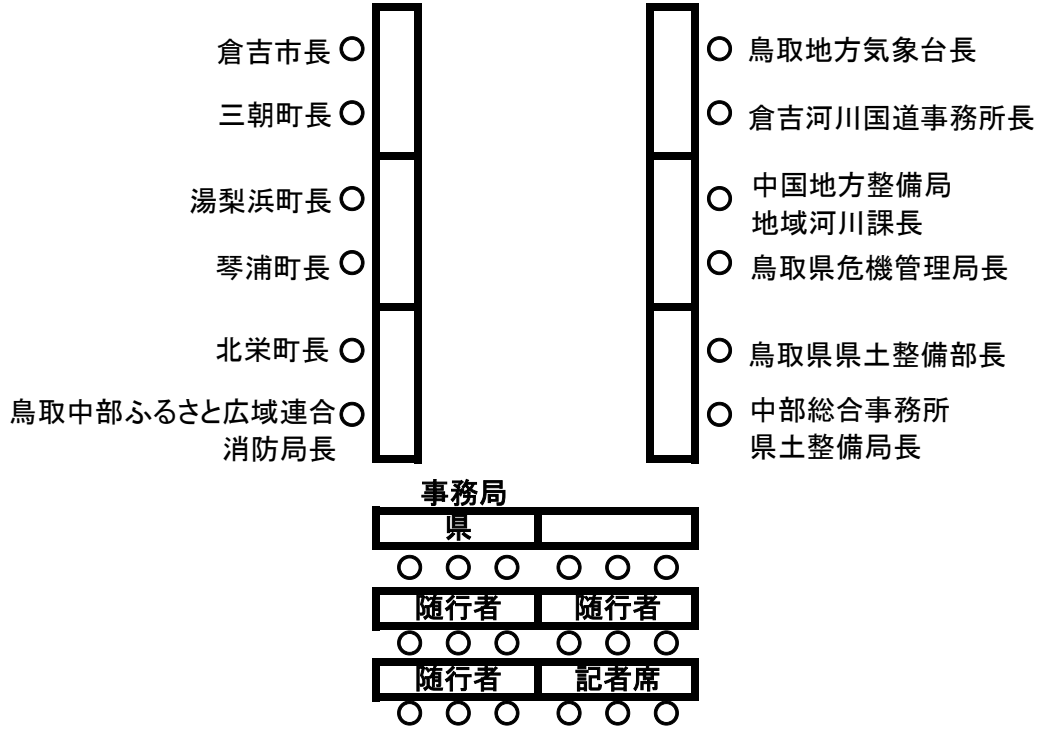 倉吉市長
三朝町長
湯梨浜町長
琴浦町長
北栄町長
鳥取中部ふるさと広域連合
消防局長
鳥取地方気象台長
倉吉河川国道事務所長
中国地方整備局
地域河川課長
鳥取県危機管理局長
鳥取県県土整備部長
中部総合事務所
県土整備局長
事務局
県
随行者 随行者
随行者 記者席